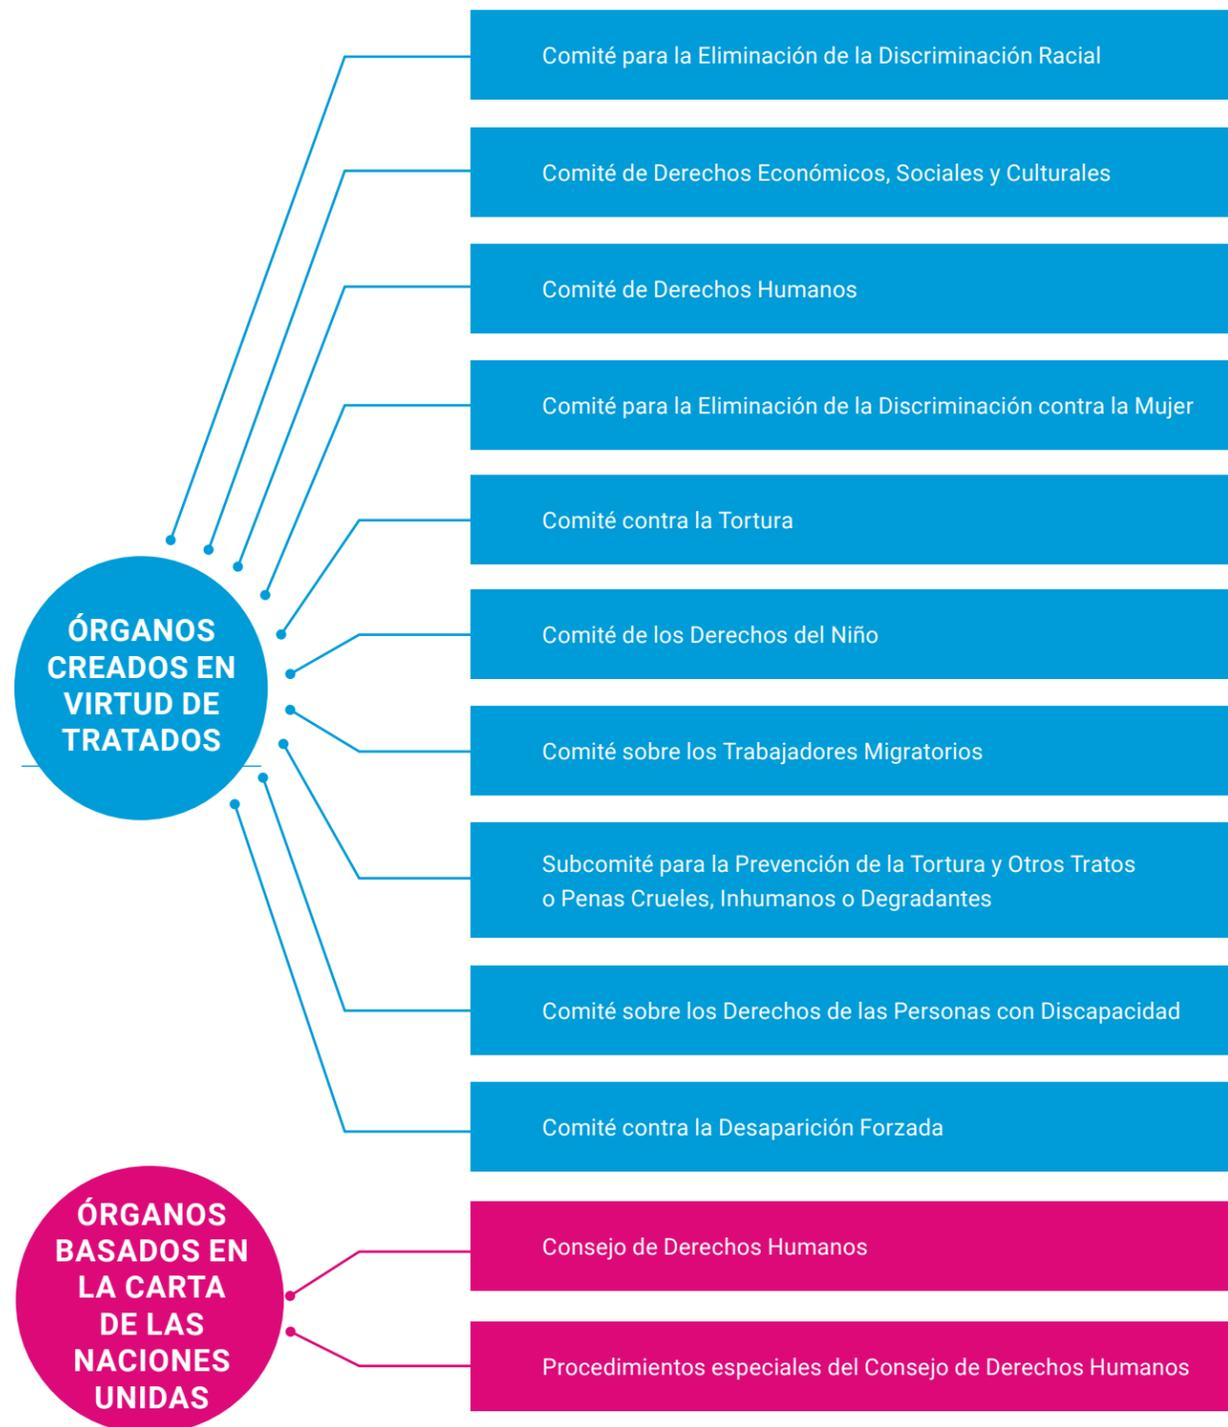 Comité para la Eliminación de la Discriminación Racial
Comité de Derechos Económicos, Sociales y Culturales
Comité de Derechos Humanos
Comité para la Eliminación de la Discriminación contra la Mujer
Comité contra la Tortura
ÓRGANOS
CREADOS EN
VIRTUD DE
TRATADOS
Comité de los Derechos del Niño
Comité sobre los Trabajadores Migratorios
Subcomité para la Prevención de la Tortura y Otros Tratos
o Penas Crueles, Inhumanos o Degradantes
Comité sobre los Derechos de las Personas con Discapacidad
Comité contra la Desaparición Forzada
ÓRGANOS
BASADOS EN
LA CARTA
DE LAS
NACIONES
UNIDAS
Consejo de Derechos Humanos
Procedimientos especiales del Consejo de Derechos Humanos